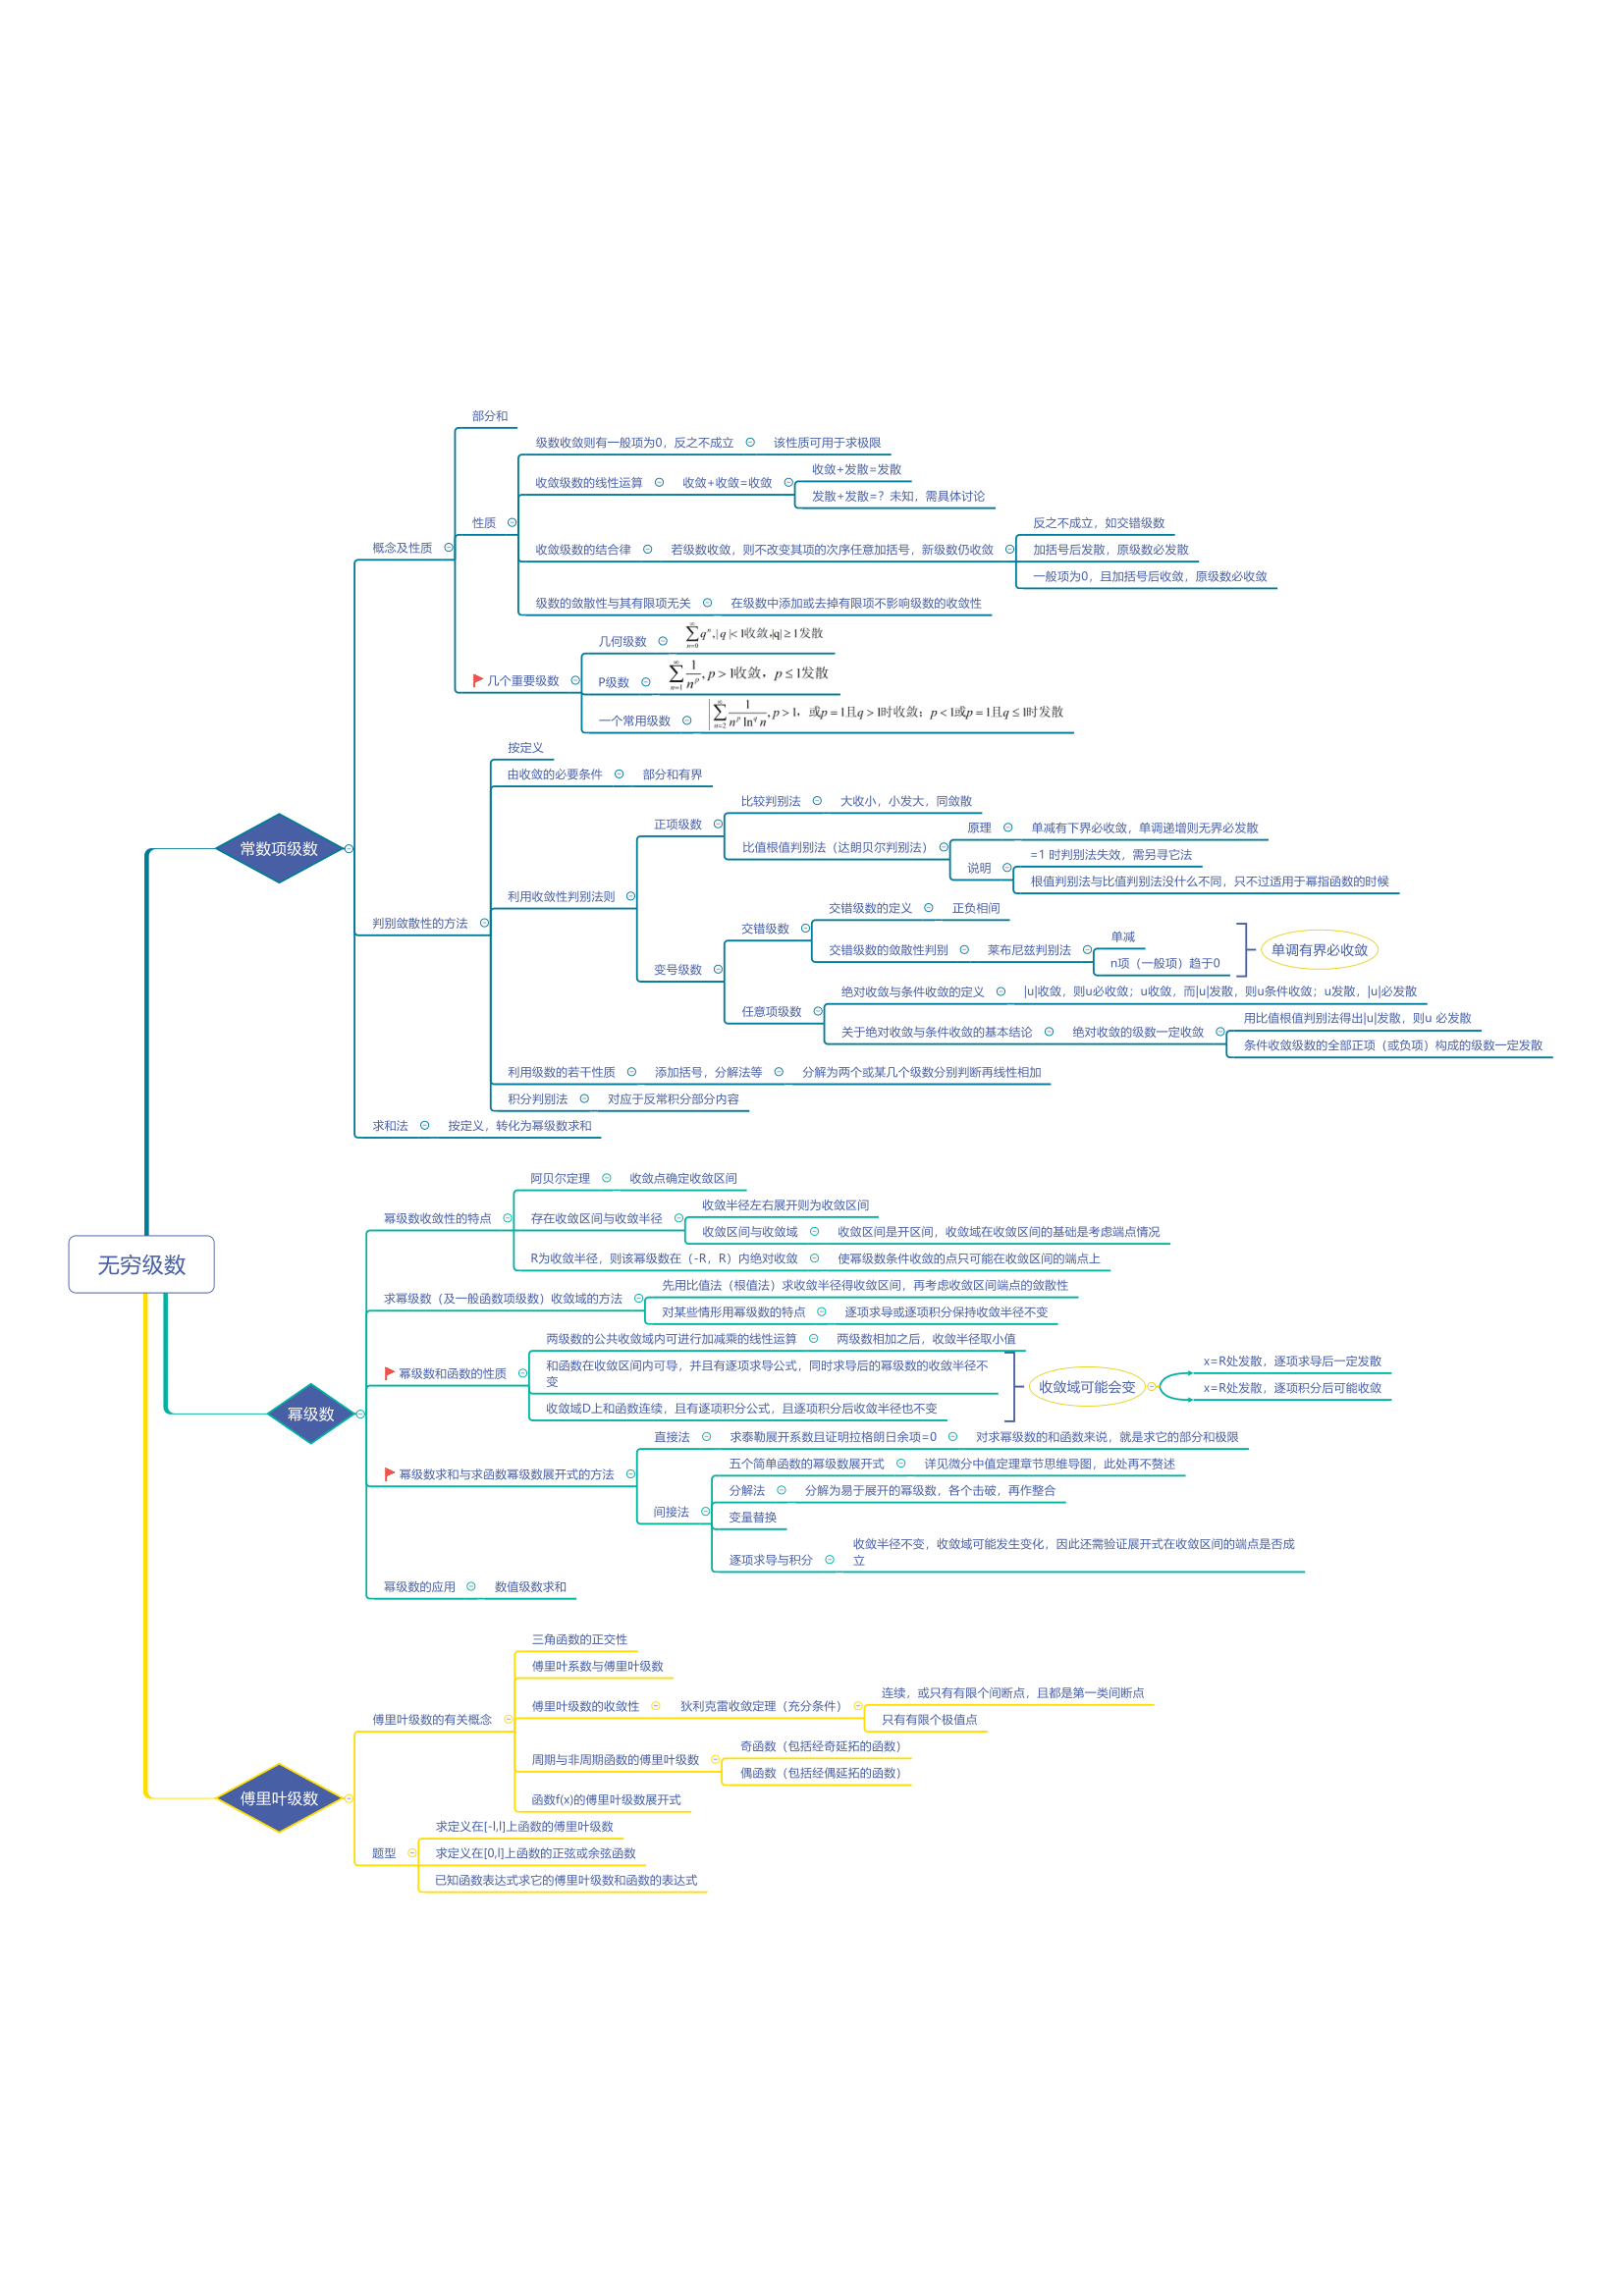 部分和
级数收敛则有一般项为0，反之不成立 该性质可用于求极限
收敛级数的线性运算 收敛+收敛=收敛
收敛+发散=发散
发散+发散=？未知，需具体讨论
性质
概念及性质
收敛级数的结合律 若级数收敛，则不改变其项的次序任意加括号，新级数仍收敛
反之不成立，如交错级数
加括号后发散，原级数必发散
一般项为0，且加括号后收敛，原级数必收敛
级数的敛散性与其有限项无关 在级数中添加或去掉有限项不影响级数的收敛性
几个重要级数
几何级数 ∑_{n=0}^{∞} q^n,|q|<1收敛,|q|≥1发散
P级数 ∑_{n=1}^{∞} 1/n^p, p>1收敛，p≤1发散
一个常用级数 ∑_{n=2}^{∞} 1/(n^p ln^q n), p>1，或p=1且q>1时收敛；p<1或p=1且q≤1时发散
常数项级数
判别敛散性的方法
按定义
由收敛的必要条件 部分和有界
利用收敛性判别法则
正项级数
比较判别法 大收小，小发大，同敛散
比值根值判别法（达朗贝尔判别法）
原理 单减有下界必收敛，单调递增则无界必发散
说明
=1 时判别法失效，需另寻它法
根值判别法与比值判别法没什么不同，只不过适用于幂指函数的时候
变号级数
交错级数
交错级数的定义 正负相间
交错级数的敛散性判别 莱布尼兹判别法
单减
n项（一般项）趋于0
单调有界必收敛
任意项级数
绝对收敛与条件收敛的定义 |u|收敛，则u必收敛；u收敛，而|u|发散，则u条件收敛；u发散，|u|必发散
关于绝对收敛与条件收敛的基本结论 绝对收敛的级数一定收敛
用比值根值判别法得出|u|发散，则u 必发散
条件收敛级数的全部正项（或负项）构成的级数一定发散
利用级数的若干性质 添加括号，分解法等 分解为两个或某几个级数分别判断再线性相加
积分判别法 对应于反常积分部分内容
求和法 按定义，转化为幂级数求和
无穷级数
幂级数
幂级数收敛性的特点
阿贝尔定理 收敛点确定收敛区间
存在收敛区间与收敛半径
收敛半径左右展开则为收敛区间
收敛区间与收敛域 收敛区间是开区间，收敛域在收敛区间的基础是考虑端点情况
R为收敛半径，则该幂级数在（-R，R）内绝对收敛 使幂级数条件收敛的点只可能在收敛区间的端点上
求幂级数（及一般函数项级数）收敛域的方法
先用比值法（根值法）求收敛半径得收敛区间，再考虑收敛区间端点的敛散性
对某些情形用幂级数的特点 逐项求导或逐项积分保持收敛半径不变
幂级数和函数的性质
两级数的公共收敛域内可进行加减乘的线性运算 两级数相加之后，收敛半径取小值
和函数在收敛区间内可导，并且有逐项求导公式，同时求导后的幂级数的收敛半径不
变
收敛域D上和函数连续，且有逐项积分公式，且逐项积分后收敛半径也不变
收敛域可能会变
x=R处发散，逐项求导后一定发散
x=R处发散，逐项积分后可能收敛
幂级数求和与求函数幂级数展开式的方法
直接法 求泰勒展开系数且证明拉格朗日余项=0 对求幂级数的和函数来说，就是求它的部分和极限
间接法
五个简单函数的幂级数展开式 详见微分中值定理章节思维导图，此处再不赘述
分解法 分解为易于展开的幂级数，各个击破，再作整合
变量替换
逐项求导与积分
收敛半径不变，收敛域可能发生变化，因此还需验证展开式在收敛区间的端点是否成
立
幂级数的应用 数值级数求和
傅里叶级数
傅里叶级数的有关概念
三角函数的正交性
傅里叶系数与傅里叶级数
傅里叶级数的收敛性 狄利克雷收敛定理（充分条件）
连续，或只有有限个间断点，且都是第一类间断点
只有有限个极值点
周期与非周期函数的傅里叶级数
奇函数（包括经奇延拓的函数）
偶函数（包括经偶延拓的函数）
函数f(x)的傅里叶级数展开式
题型
求定义在[-l,l]上函数的傅里叶级数
求定义在[0,l]上函数的正弦或余弦函数
已知函数表达式求它的傅里叶级数和函数的表达式